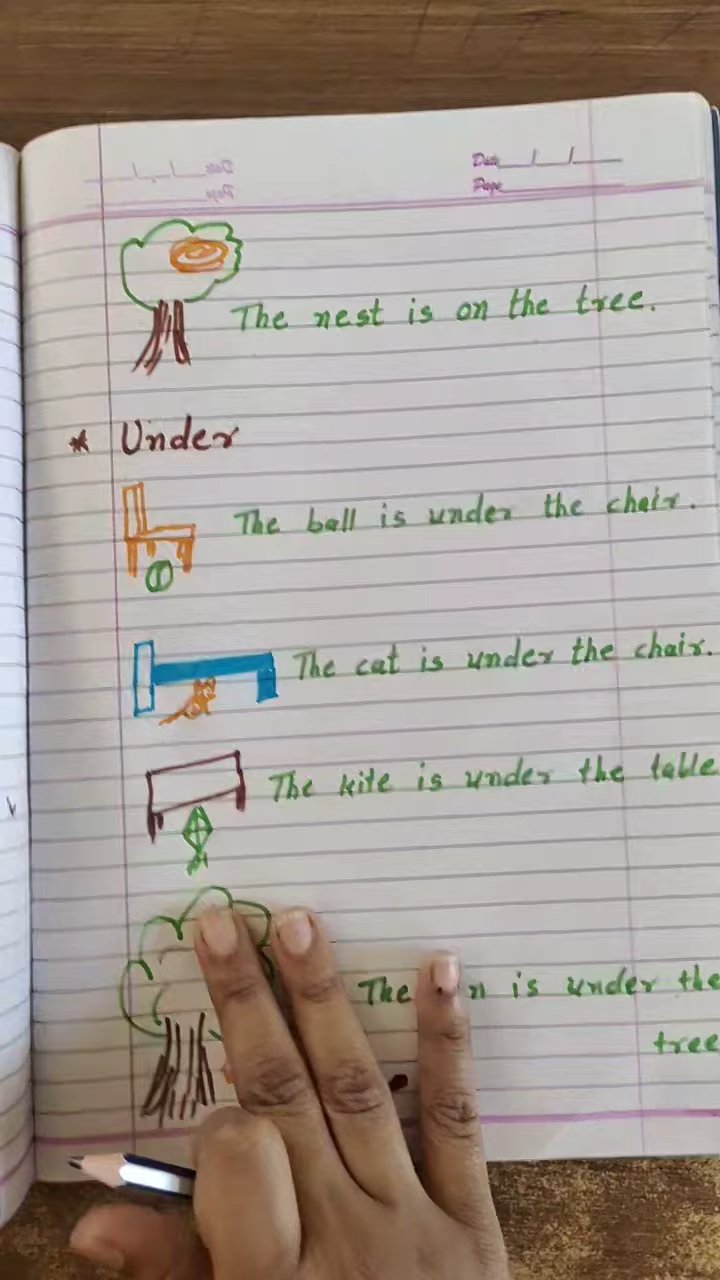 Date
Page
The nest is on the tree.
* Under
The ball is under the chair.
The cat is under the chair.
The kite is under the table
The is under the
tree